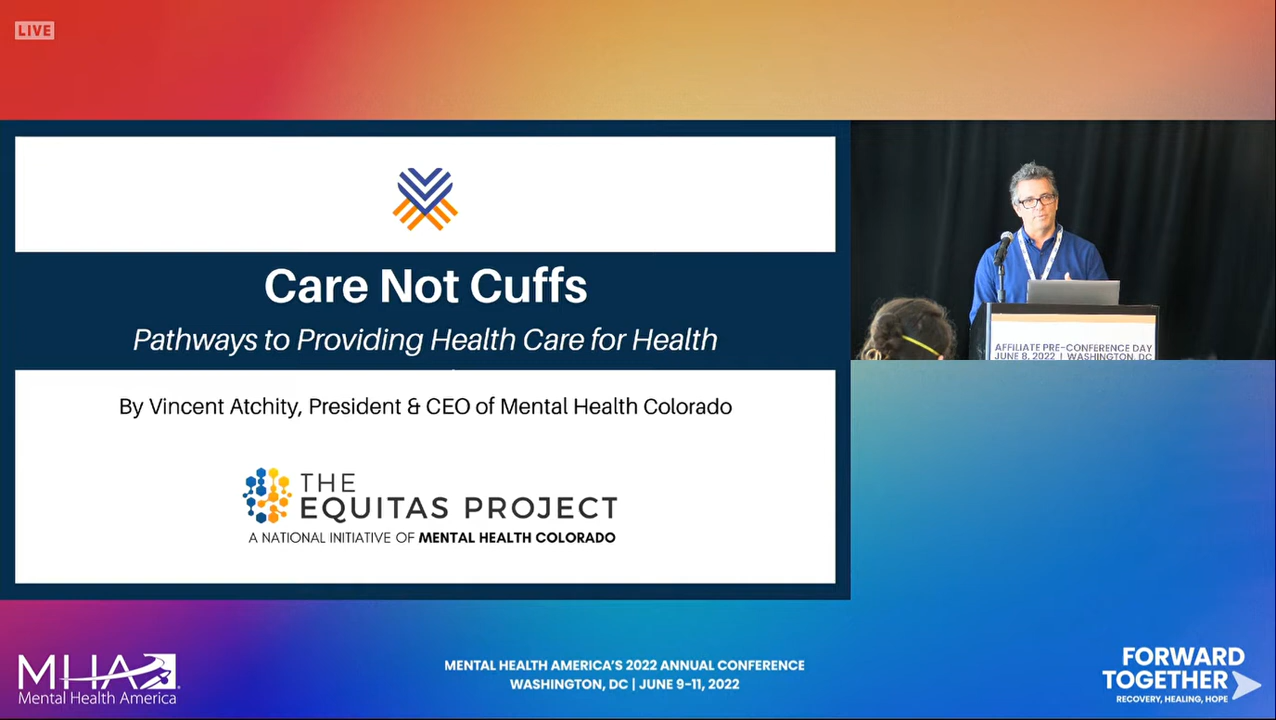 LIVE
Care Not Cuffs
Pathways to Providing Health Care for Health
By Vincent Atchity, President & CEO of Mental Health Colorado
THE
EQUITAS PROJECT
A NATIONAL INITIATIVE OF MENTAL HEALTH COLORADO
AFFILIATE PRE-CONFERENCE DAY
JUNE 8, 2022 | WASHINGTON, DC
MHA
Mental Health America
MENTAL HEALTH AMERICA'S 2022 ANNUAL CONFERENCE
WASHINGTON, DC | JUNE 9-11, 2022
FORWARD
TOGETHER
RECOVERY, HEALING, HOPE